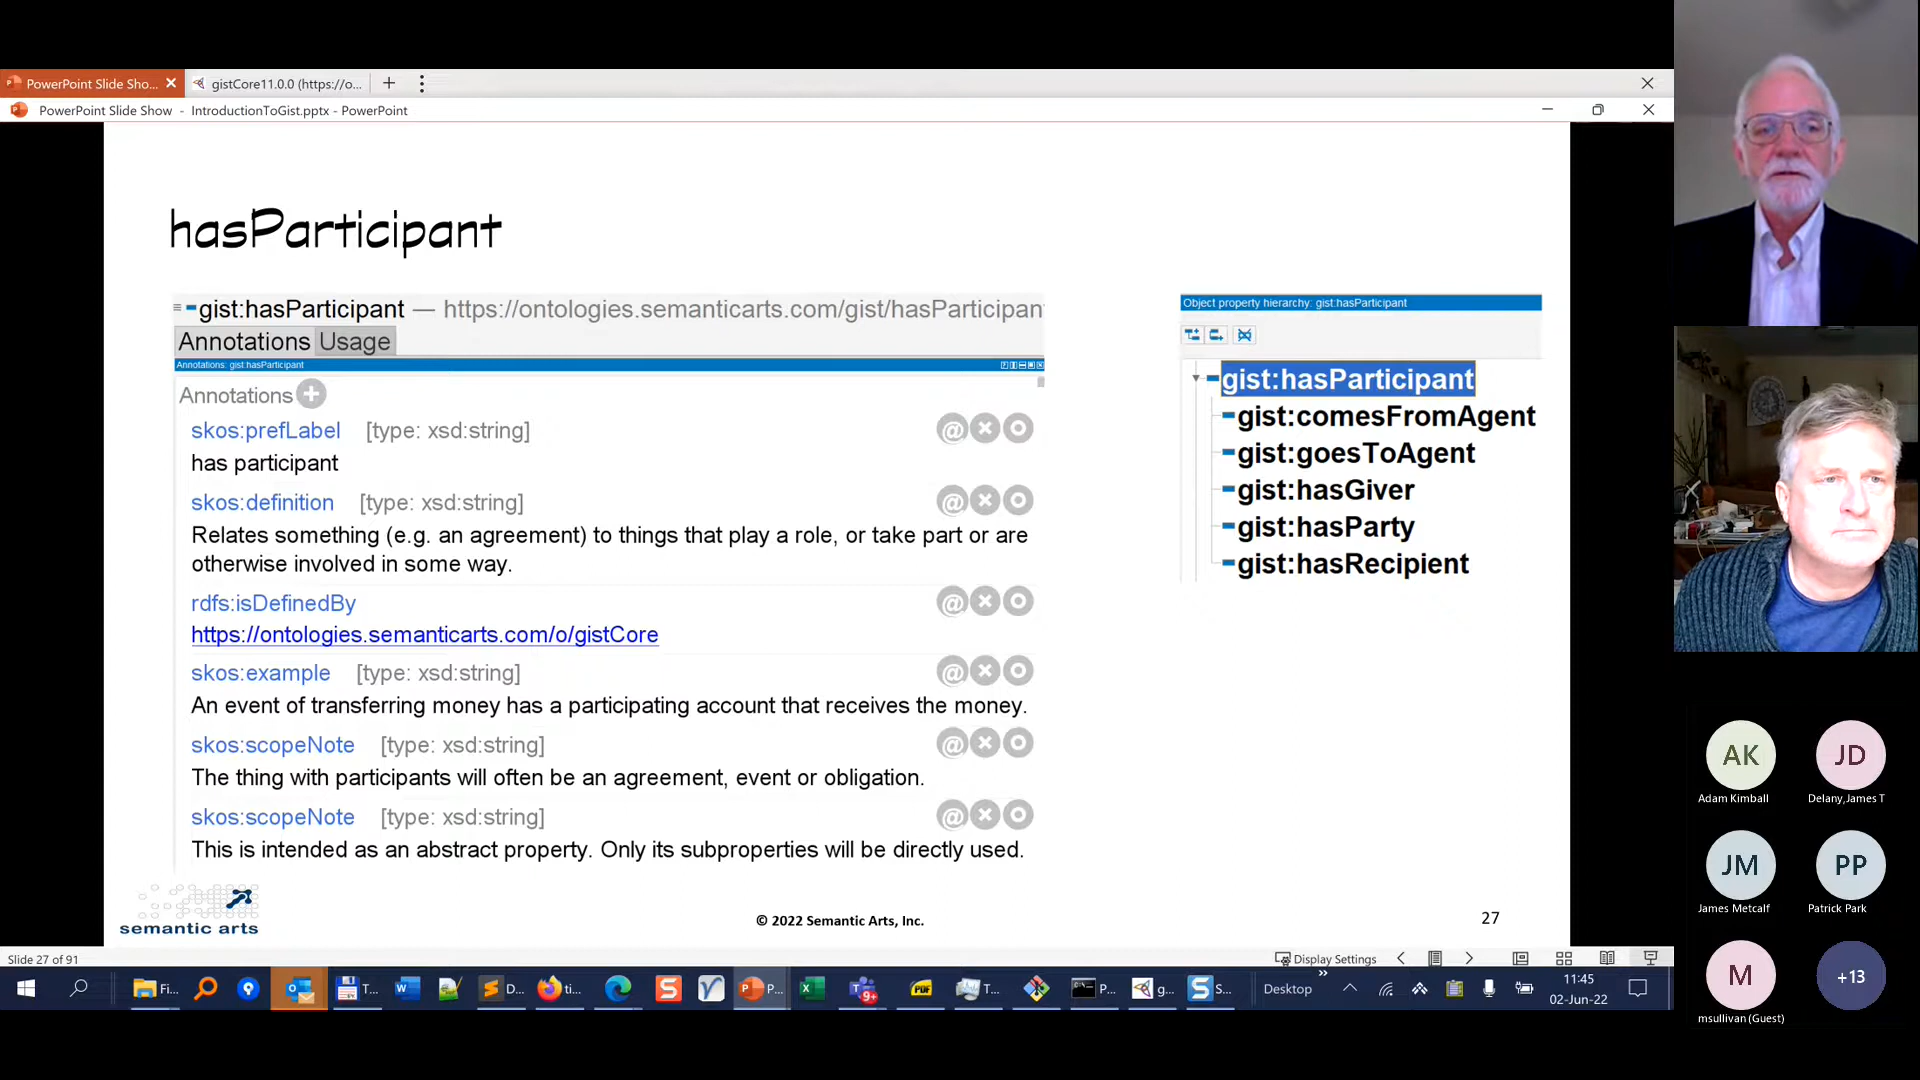 PowerPoint Slide Sho...
gistCore11.0.0 (https://o...
PowerPoint Slide Show - IntroductionToGist.pptx - PowerPoint
hasParticipant
gist:hasParticipant — https://ontologies.semanticarts.com/gist/hasParticipan
Annotations Usage
Annotations: gist:hasParticipant
Annotations
skos:prefLabel [type: xsd:string]
has participant
skos:definition [type: xsd:string]
Relates something (e.g. an agreement) to things that play a role, or take part or are
otherwise involved in some way.
rdfs:isDefinedBy
https://ontologies.semanticarts.com/o/gistCore
skos:example [type: xsd:string]
An event of transferring money has a participating account that receives the money.
skos:scopeNote [type: xsd:string]
The thing with participants will often be an agreement, event or obligation.
skos:scopeNote [type: xsd:string]
This is intended as an abstract property. Only its subproperties will be directly used.
Object property hierarchy: gist:hasParticipant
gist:hasParticipant
gist:comesFromAgent
gist:goesToAgent
gist:hasGiver
gist:hasParty
gist:hasRecipient
semantic arts
© 2022 Semantic Arts, Inc.
27
Slide 27 of 91
Display Settings
Fi...
T...
D...
ti...
P...
9+
PDF
T...
P...
g...
S...
Desktop
11:45
02-Jun-22
AK
Adam Kimball
JD
Delany,James T
JM
James Metcalf
PP
Patrick Park
M
msullivan (Guest)
+13